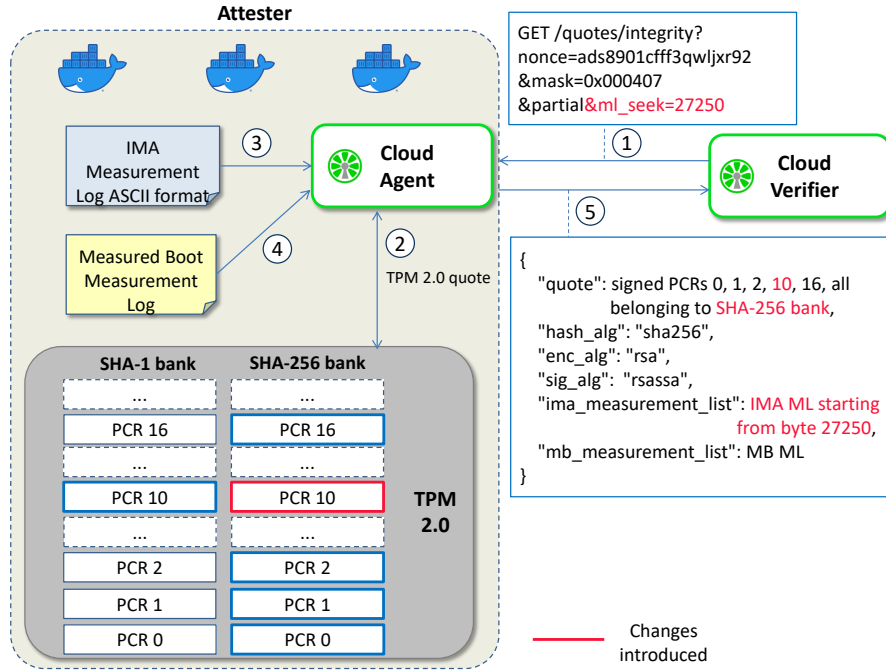 Attester
GET /quotes/integrity?
nonce=ads8901cfff3qwljxr92
&mask=0x000407
&partial&ml_seek=27250
IMA
Measurement
Log ASCII format
3
Cloud
Agent
1
Cloud
Verifier
5
Measured Boot
Measurement
Log
4
2
TPM 2.0 quote
{
"quote": signed PCRs 0, 1, 2, 10, 16, all
belonging to SHA-256 bank,
"hash_alg": "sha256",
"enc_alg": "rsa",
"sig_alg": "rsassa",
"ima_measurement_list": IMA ML starting
from byte 27250,
"mb_measurement_list": MB ML
}
SHA-1 bank
SHA-256 bank
...
...
PCR 16
PCR 16
...
...
PCR 10
PCR 10
...
...
PCR 2
PCR 2
PCR 1
PCR 1
PCR 0
PCR 0
TPM
2.0
Changes
introduced